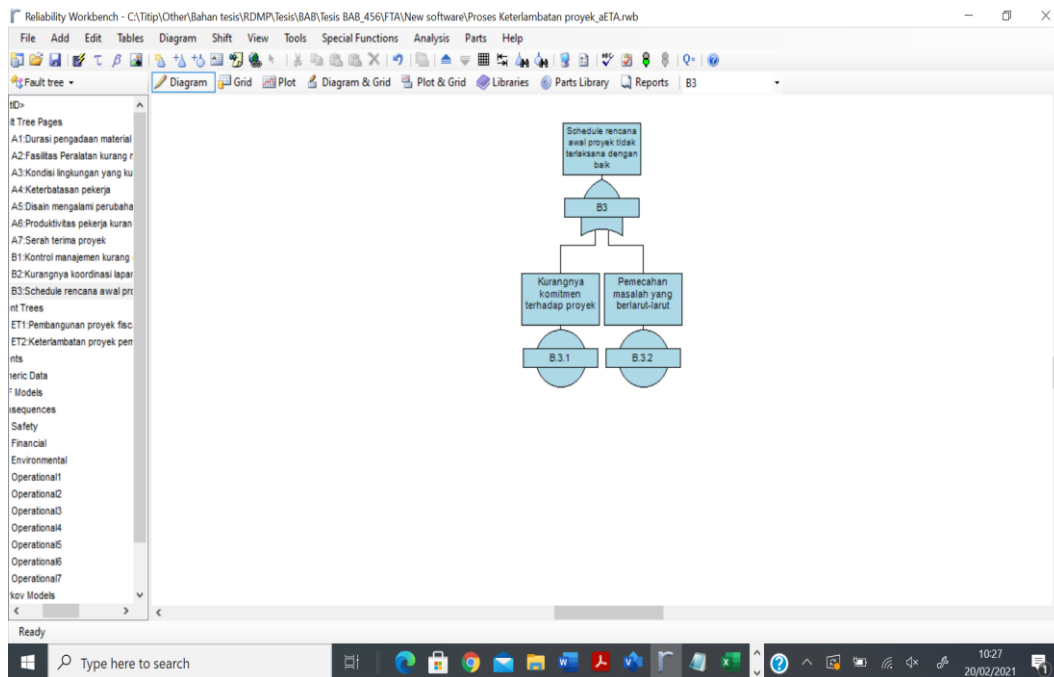 Reliability Workbench - C:\Titip\Other\Bahan tesis\RDMP\Tesis\BAB\Tesis BAB_456\FTA\New software\Proses Keterlambatan proyek_aETA.rwb
File Add Edit Tables Diagram Shift View Tools Special Functions Analysis Parts Help
Fault tree Diagram Grid Plot Diagram & Grid Plot & Grid Libraries Parts Library Reports B3
tID>
lt Tree Pages
A1:Durasi pengadaan material
A2:Fasilitas Peralatan kurang
A3:Kondisi lingkungan yang ku
A4:Keterbatasan pekerja
A5:Disain mengalami perubaha
A6:Produktivitas pekerja kuran
A7:Serah terima proyek
B1:Kontrol manajemen kurang
B2:Kurangnya koordinasi lapar
B3:Schedule rencana awal pro
nt Trees
ET1:Pembangunan proyek fisc
ET2:Keterlambatan proyek pem
nts
neric Data
Models
nsequences
Safety
Financial
Environmental
Operational1
Operational2
Operational3
Operational4
Operational5
Operational6
Operational7
rkov Models
Schedule rencana
awal proyek tidak
terlaksana dengan
baik
B3
Kurangnya
komitmen
terhadap proyek
B.3.1
Pemecahan
masalah yang
berlarut-larut
B.3.2
Ready
Type here to search
10:27
20/02/2021